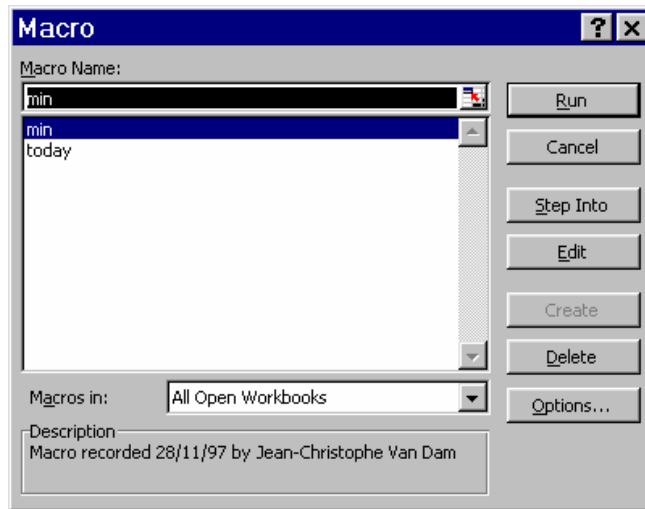 Macro
Macro Name:
min
Run
min
today
Cancel
Step Into
Edit
Create
Delete
Macros in:
All Open Workbooks
Options...
Description
Macro recorded 28/11/97 by Jean-Christophe Van Dam